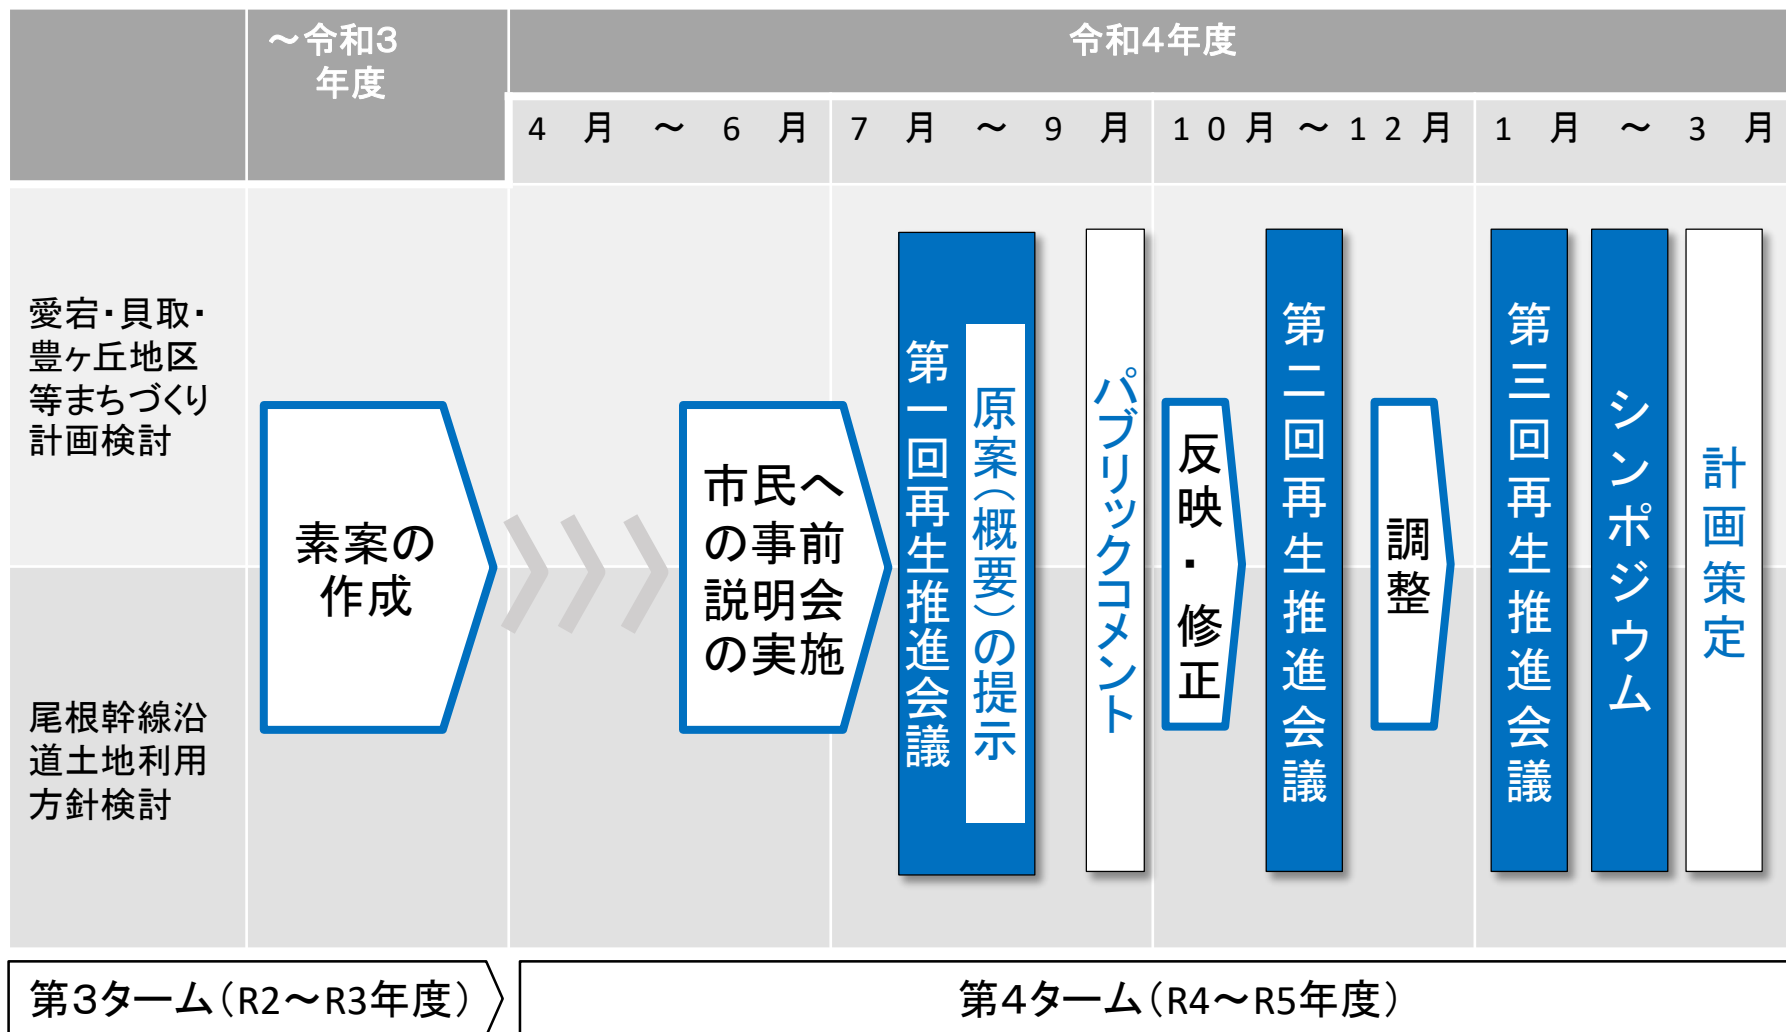 ～令和3
年度
令和4年度
4月～6月
7月～9月
10月～12月
1月～3月
愛宕・貝取・
豊ヶ丘地区
等まちづくり
計画検討
尾根幹線沿
道土地利用
方針検討
素案の
作成
市民へ
の事前
説明会
の実施
第一回再生推進会議
原案（概要）の提示
パブリックコメント
反映・修正
第二回再生推進会議
調整
第三回再生推進会議
シンポジウム
計画策定
第3ターム（R2～R3年度）
第4ターム（R4～R5年度）